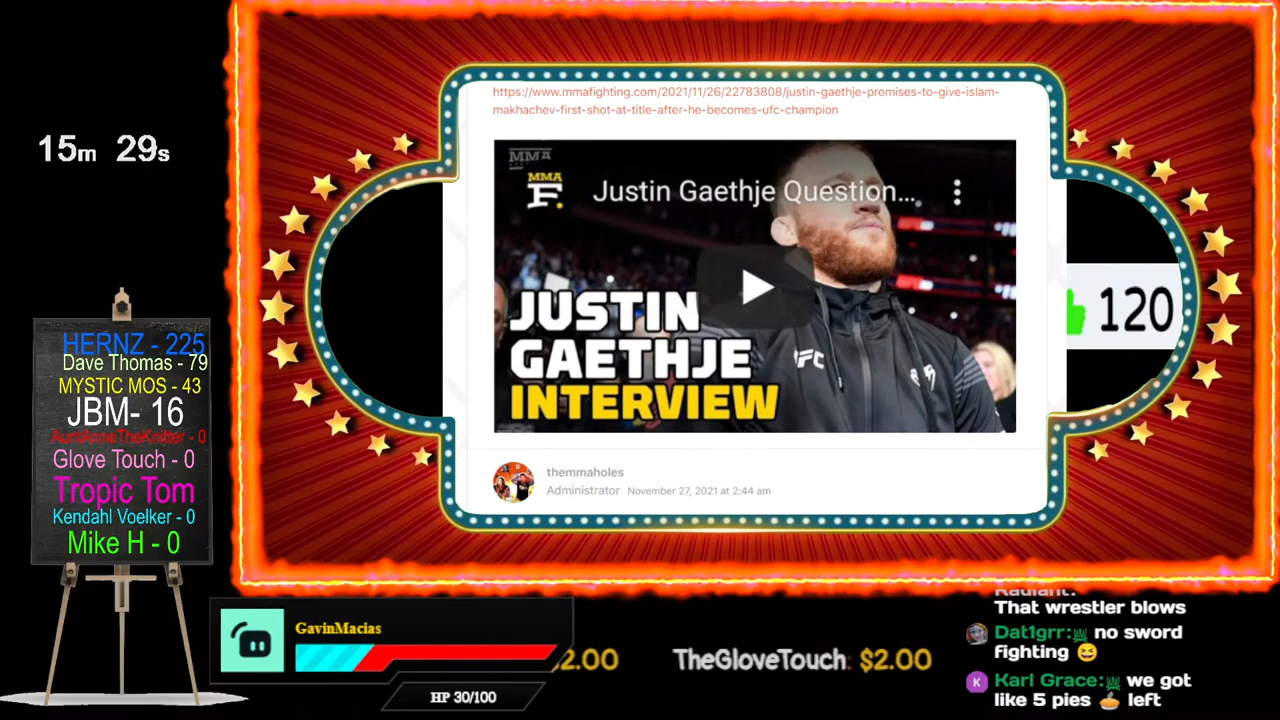 15m 29s
https://www.mmafighting.com/2021/11/26/22783808/justin-gaethje-promises-to-give-islam-
makhachev-first-shot-at-title-after-he-becomes-ufc-champion
MMA
MMA
F.
Justin Gaethje Question...
UFC
JUSTIN
GAETHJE
INTERVIEW
120
themmaholes
Administrator November 27, 2021 at 2:44 am
HERNZ - 225
Dave Thomas - 79
MYSTIC MOS - 43
JBM- 16
AuntAnneTheKnitter - 0
Glove Touch - 0
Tropic Tom
Kendahl Voelker - 0
Mike H - 0
GavinMacias
HP 30/100
2.00
TheGloveTouch: $2.00
Radiant:
That wrestler blows
Dat1grr: no sword
fighting 😆
K Karl Grace: we got
like 5 pies 🥧 left